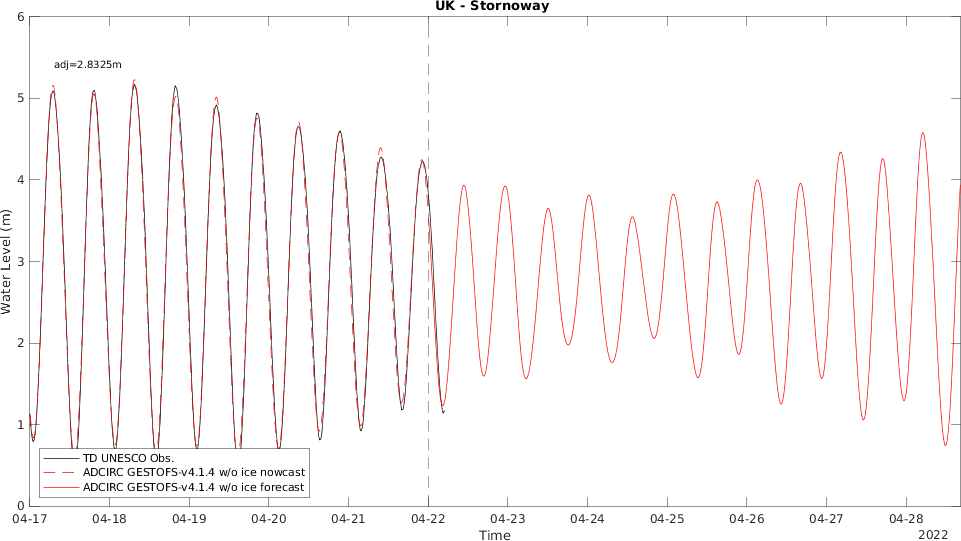 UK - Stornoway
adj=2.8325m
Water Level (m)
6
5
4
3
2
1
0
TD UNESCO Obs.
ADCIRC GESTOFS-v4.1.4 w/o ice nowcast
ADCIRC GESTOFS-v4.1.4 w/o ice forecast
04-17 04-18 04-19 04-20 04-21 04-22 04-23 04-24 04-25 04-26 04-27 04-28
Time
2022